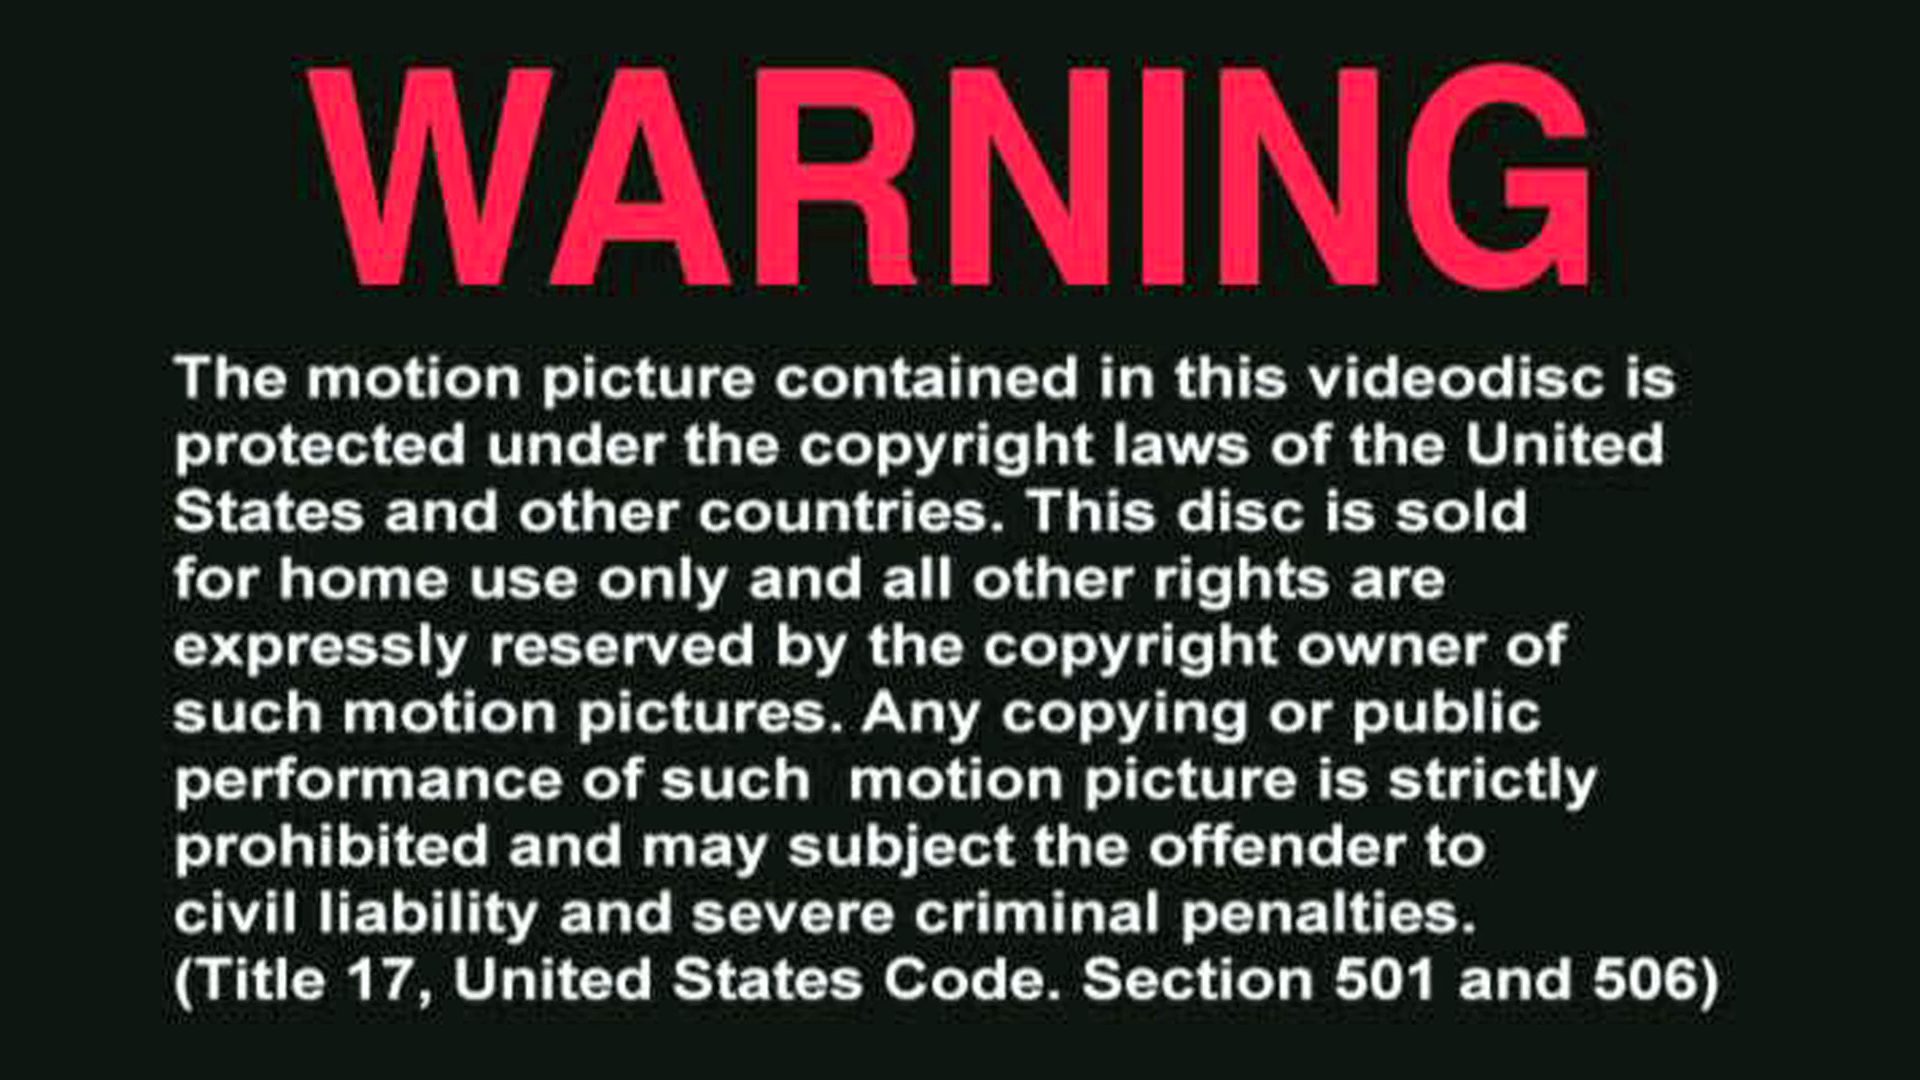 WARNING
The motion picture contained in this videodisc is
protected under the copyright laws of the United
States and other countries. This disc is sold
for home use only and all other rights are
expressly reserved by the copyright owner of
such motion pictures. Any copying or public
performance of such  motion picture is strictly
prohibited and may subject the offender to
civil liability and severe criminal penalties.
(Title 17, United States Code. Section 501 and 506)